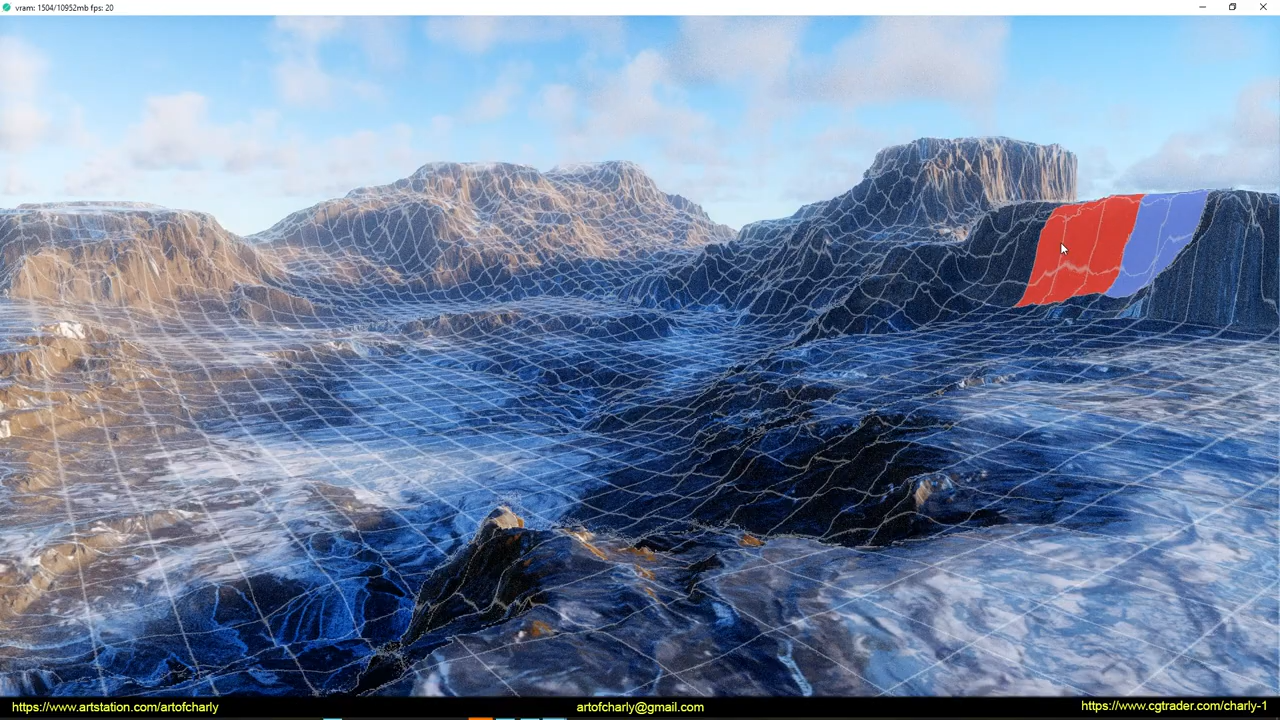 vram: 1504/10952mb fps: 20
https://www.artstation.com/artofcharly
artofcharly@gmail.com
https://www.cgtrader.com/charly-1